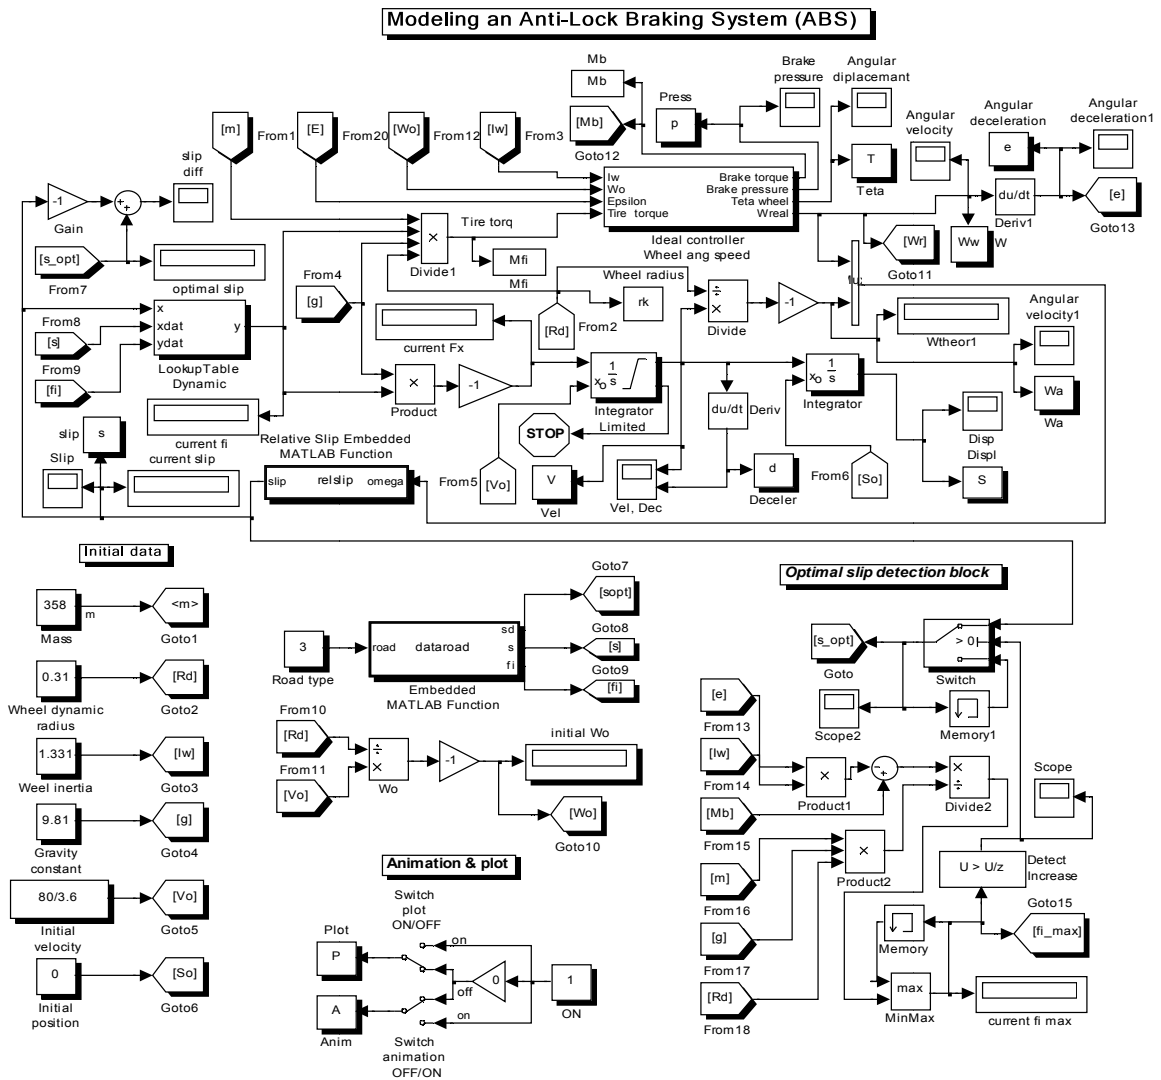 Modeling an Anti-Lock Braking System (ABS)
Mb
Mb
[Mb]
Goto12
Press
p
Brake
pressure
Angular
diplacemant
T
Teta
Angular
velocity
Angular
deceleration
e
Angular
deceleration1
du/dt
Deriv1
[e]
Goto13
[Wr]
Goto11
Ww
W
[m]
From1
[E]
From20
[Wo]
From12
[Iw]
From3
Iw
Wo
Epsilon
Tire torque
Brake torque
Brake pressure
Teta wheel
Wreal
Ideal controller
Wheel ang speed
slip
diff
-1
Gain
+
+
[s_opt]
From7
optimal slip
Tire torq
×
Divide1
Mfi
Mfi
From4
[g]
Wheel radius
rk
[Rd]
From2
÷
×
Divide
-1
Wtheor1
Angular
velocity1
Wa
Wa
From8
[s]
From9
[fi]
x
xdat
ydat
y
LookupTable
Dynamic
current fi
current Fx
×
Product
-1
xo
1
s
Integrator
Limited
STOP
du/dt
Deriv
xo
1
s
Integrator
Disp
Displ
S
slip
s
Slip
current slip
Relative Slip Embedded
MATLAB Function
slip
relslip
omega
From5
[Vo]
V
Vel
Vel, Dec
d
Deceler
From6
[So]
Initial data
358
m
Mass
<m>
Goto1
0.31
Wheel dynamic
radius
[Rd]
Goto2
1.331
Weel inertia
[Iw]
Goto3
9.81
Gravity
constant
[g]
Goto4
80/3.6
Initial
velocity
[Vo]
Goto5
0
Initial
position
[So]
Goto6
3
Road type
road
dataroad
sd
s
fi
Embedded
MATLAB Function
Goto7
[sopt]
Goto8
[s]
Goto9
[fi]
From10
[Rd]
From11
[Vo]
÷
×
Wo
-1
initial Wo
[Wo]
Goto10
Animation & plot
Switch
plot
ON/OFF
Plot
P
on
off
0
1
ON
A
Anim
on
Switch
animation
OFF/ON
Optimal slip detection block
[s_opt]
Goto
> 0
Switch
Scope2
Memory1
[e]
From13
[Iw]
From14
×
Product1
[Mb]
From15
-
+
×
÷
Divide2
Scope
[m]
From16
×
Product2
[g]
From17
[Rd]
From18
U > U/z
Detect
Increase
Goto15
[fi_max]
Memory
max
MinMax
current fi max